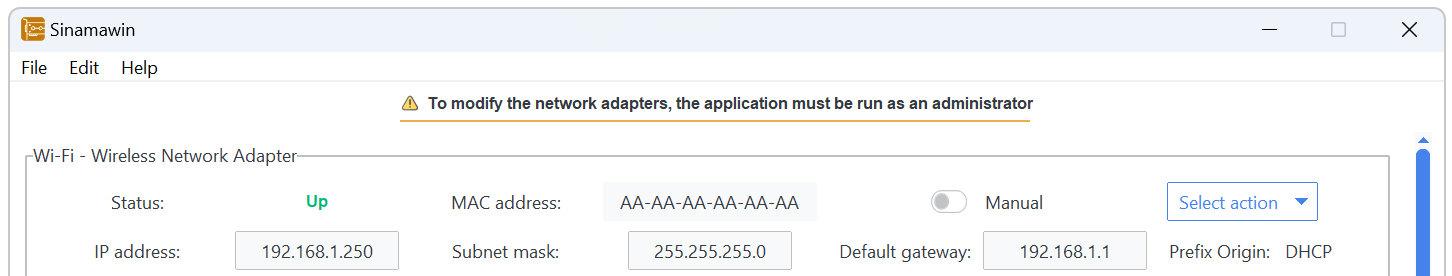 Sinamawin
File Edit Help
To modify the network adapters, the application must be run as an administrator
Wi-Fi - Wireless Network Adapter
Status: Up MAC address: AA-AA-AA-AA-AA-AA Manual Select action
IP address: 192.168.1.250 Subnet mask: 255.255.255.0 Default gateway: 192.168.1.1 Prefix Origin: DHCP